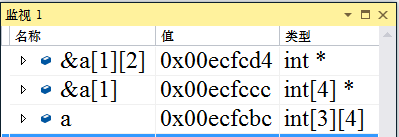 监视 1
名称 值 类型
&a[1][2] 0x00ecfcd4 int *
&a[1] 0x00ecfccc int[4] *
a 0x00ecfcbc int[3][4]